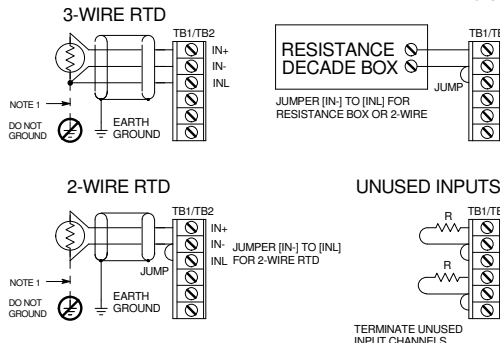 3-WIRE RTD
TB1/TB2
IN+
IN-
INL
NOTE 1
DO NOT
GROUND
EARTH
GROUND
RESISTANCE
DECADE BOX
JUMP
JUMPER [IN-] TO [INL] FOR
RESISTANCE BOX OR 2-WIRE
2-WIRE RTD
TB1/TB2
IN+
IN- JUMPER [IN-] TO [INL]
INL FOR 2-WIRE RTD
JUMP
NOTE 1
DO NOT
GROUND
EARTH
GROUND
UNUSED INPUTS
R
R
TERMINATE UNUSED
INPUT CHANNELS